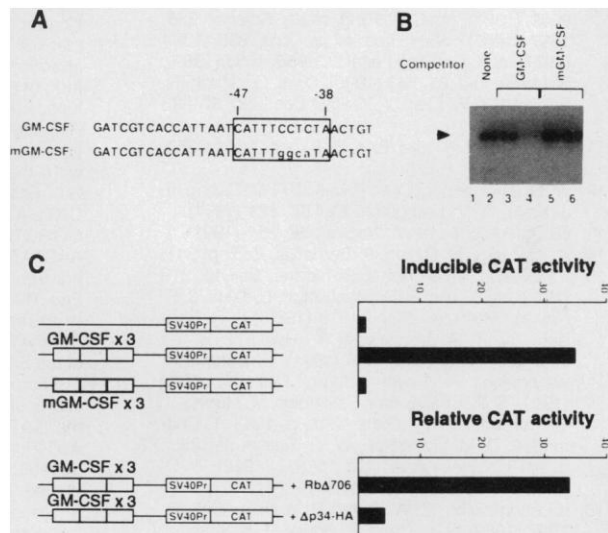 A
B
Competitor
None
GM-CSF
mGM-CSF
-47 -38
GM-CSF: GATCGTCACCATTAATCATTTCCTCTAACTGT
mGM-CSF: GATCGTCACCATTAATCATTTggcaTAACTGT
1 2 3 4 5 6
C
Inducible CAT activity
10 20 30 40
SV40Pr CAT
GM-CSF x 3
SV40Pr CAT
SV40Pr CAT
mGM-CSF x 3
Relative CAT activity
10 20 30 40
GM-CSF x 3
SV40Pr CAT + RbΔ706
GM-CSF x 3
SV40Pr CAT + Δp34-HA